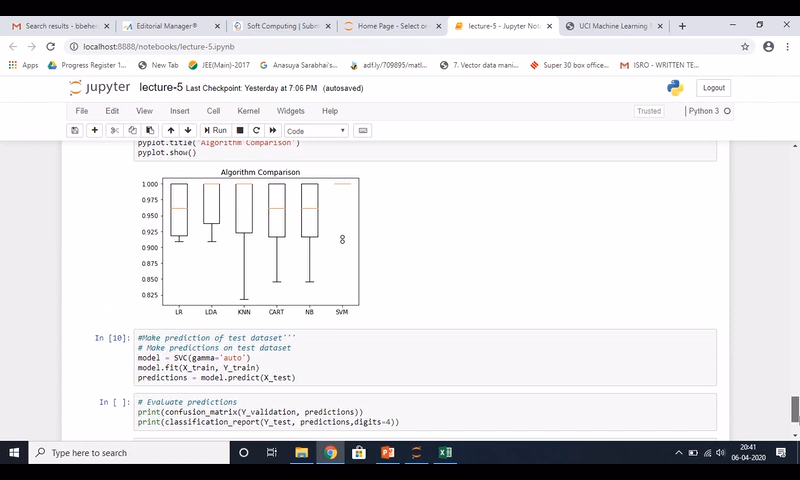 Search results - bbehe
Editorial Manager®
Soft Computing | Subm
Home Page - Select or
lecture-5 - Jupyter Not
UCI Machine Learning
localhost:8888/notebooks/lecture-5.ipynb
Apps
Progress Register 1...
New Tab
JEE(Main)-2017
Anasuya Sarabhai's...
adf.ly/709895/matl...
7. Vector data mani...
Super 30 box office...
ISRO - WRITTEN TE...
jupyter lecture-5 Last Checkpoint: Yesterday at 7:06 PM (autosaved)
Logout
File Edit View Insert Cell Kernel Widgets Help
Trusted
Python 3
Run
Code
pyplot.title('Algorithm Comparison')
pyplot.show()
Algorithm Comparison
1.000
0.975
0.950
0.925
0.900
0.875
0.850
0.825
LR LDA KNN CART NB SVM
In [10]:
#Make prediction of test dataset```
# Make predictions on test dataset
model = SVC(gamma='auto')
model.fit(X_train, Y_train)
predictions = model.predict(X_test)
In [ ]:
# Evaluate predictions
print(confusion_matrix(Y_validation, predictions))
print(classification_report(Y_test, predictions,digits=4))
Type here to search
20:41
06-04-2020